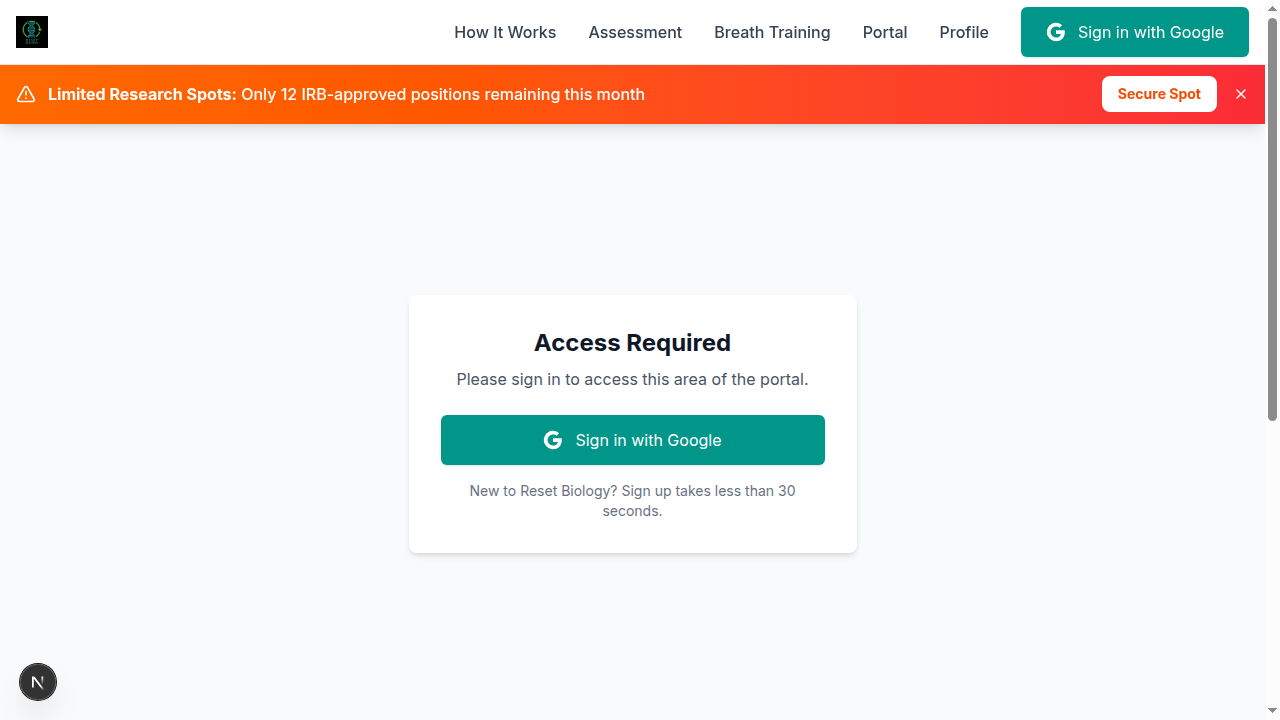 How It Works
Assessment
Breath Training
Portal
Profile
Sign in with Google
Limited Research Spots: Only 12 IRB-approved positions remaining this month
Secure Spot
Access Required
Please sign in to access this area of the portal.
Sign in with Google
New to Reset Biology? Sign up takes less than 30
seconds.
N